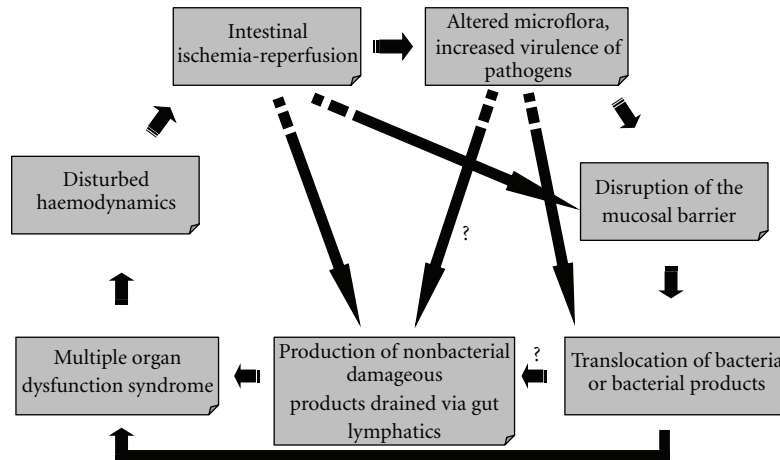 Intestinal
ischemia-reperfusion
Altered microflora,
increased virulence of
pathogens
Disturbed
haemodynamics
Disruption of the
mucosal barrier
?
Multiple organ
dysfunction syndrome
Production of nonbacterial
damageous
products drained via gut
lymphatics
?
Translocation of bacteria
or bacterial products